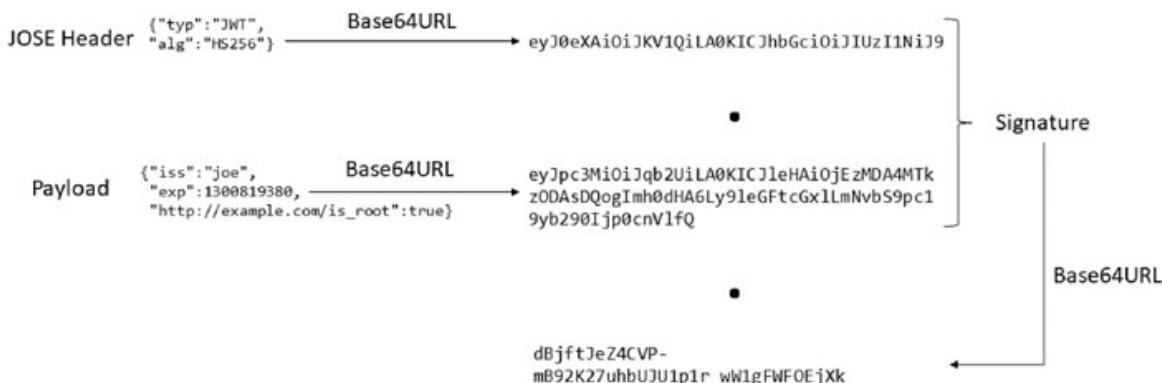 Base64URL
{"typ":"JWT",
JOSE Header
"alg":"HS256"}
eyJ0eXAiOiJKV1QiLA0KICJhbGciOiJIUzI1NiJ9
.
Signature
Base64URL
{"iss":"joe",
Payload
"exp":1300819380,
"http://example.com/is_root":true}
eyJpc3MiOiJqb2UiLA0KICJleHAiOjEzMDA4MTk
zODAsDQogImh0dHA6Ly9leGFtcGxlLmNvbS9pc1
9yb290Ijp0cnVlfQ
Base64URL
.
dBjftJeZ4CVP-
mB92K27uhbUJU1p1r_wW1gFWFOEjXk